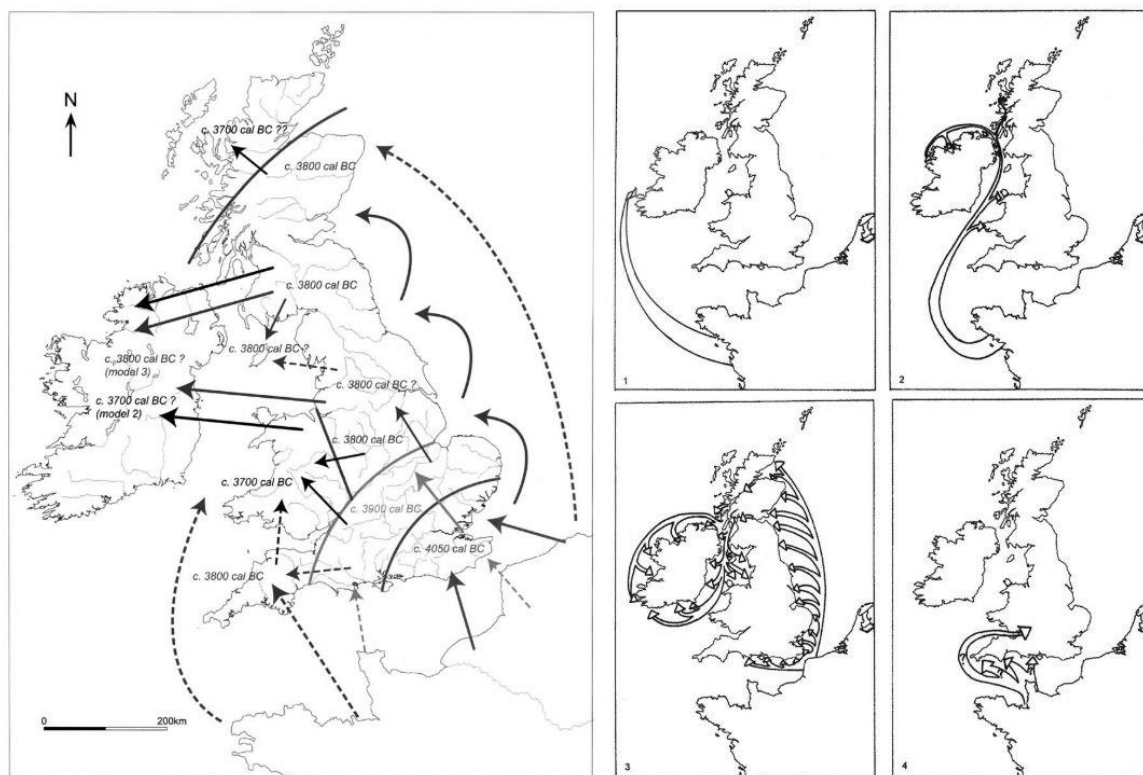 N
c. 3700 cal BC ??
c. 3800 cal BC
c. 3800 cal BC
c. 3800 cal BC ?
c. 3800 cal BC ?
(model 3)
c. 3800 cal BC ?
c. 3700 cal BC ?
(model 2)
c. 3800 cal BC
c. 3700 cal BC
c. 3900 cal BC
c. 4050 cal BC
c. 3800 cal BC
0
200km
1
2
3
4